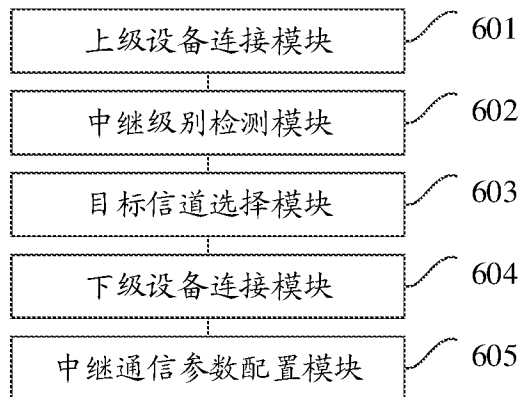 上级设备连接模块 601
中继级别检测模块 602
目标信道选择模块 603
下级设备连接模块 604
中继通信参数配置模块 605